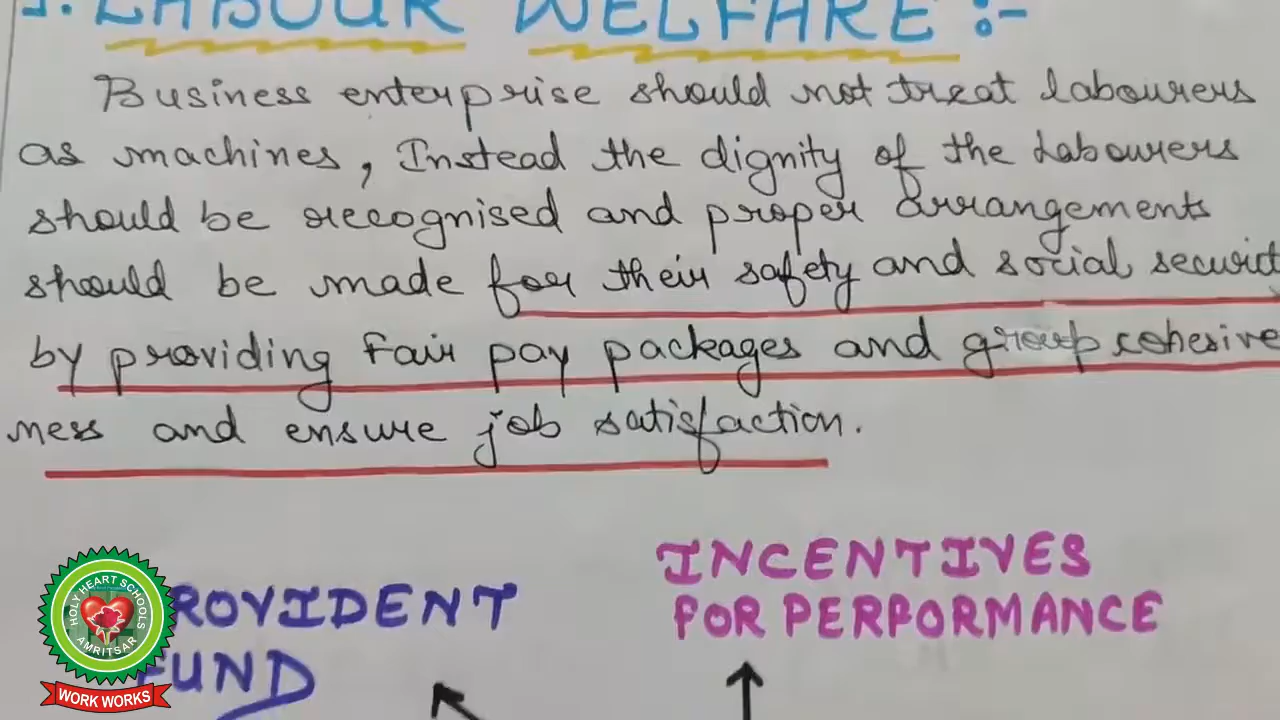 LABOUR WELFARE :-
Business enterprise should not treat labourers
as machines, Instead the dignity of the Labourers
should be recognised and proper arrangements
should be made for their safety and social securit
by providing fair pay packages and group cohesive
ness and ensure job satisfaction.
INCENTIVES
FOR PERFORMANCE
ROVIDENT
FUND
HOLY HEART SCHOOLS
AMRITSAR
WORK WORKS